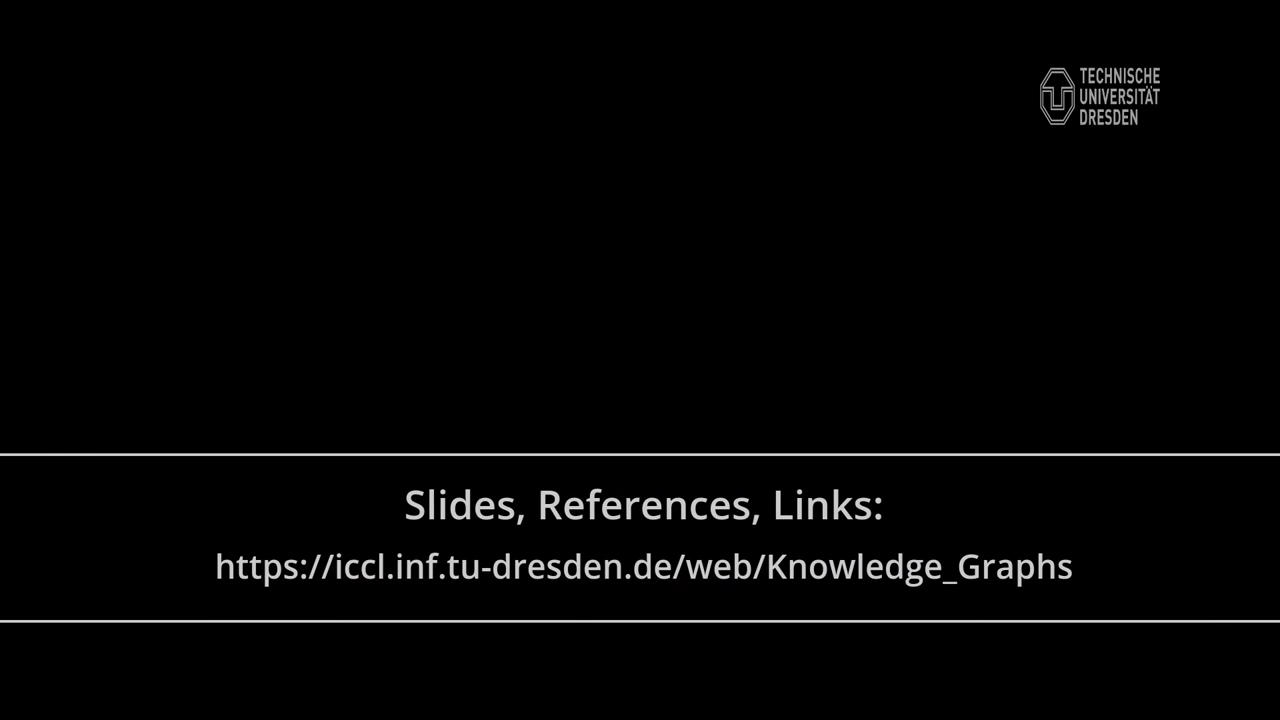 TECHNISCHE
UNIVERSITÄT
DRESDEN
Slides, References, Links:
https://iccl.inf.tu-dresden.de/web/Knowledge_Graphs